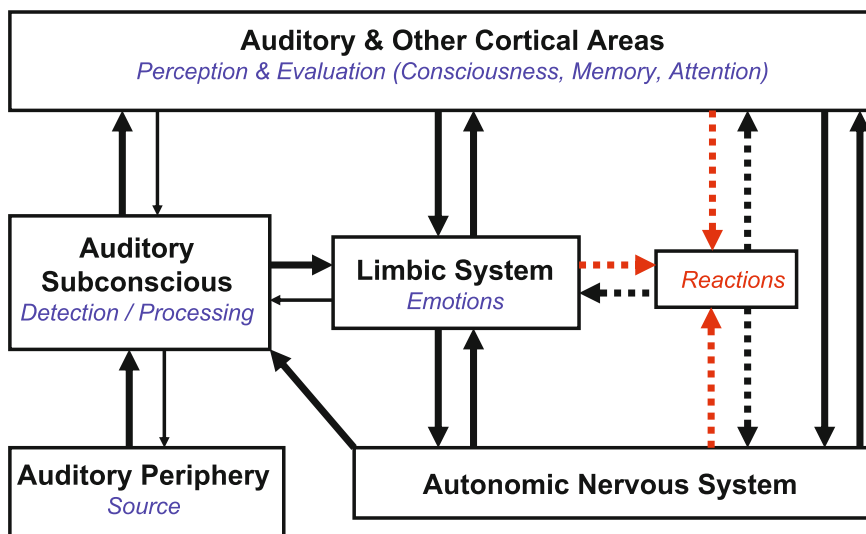 Auditory & Other Cortical Areas
Perception & Evaluation (Consciousness, Memory, Attention)
Auditory
Subconscious
Detection / Processing
Limbic System
Emotions
Reactions
Auditory Periphery
Source
Autonomic Nervous System